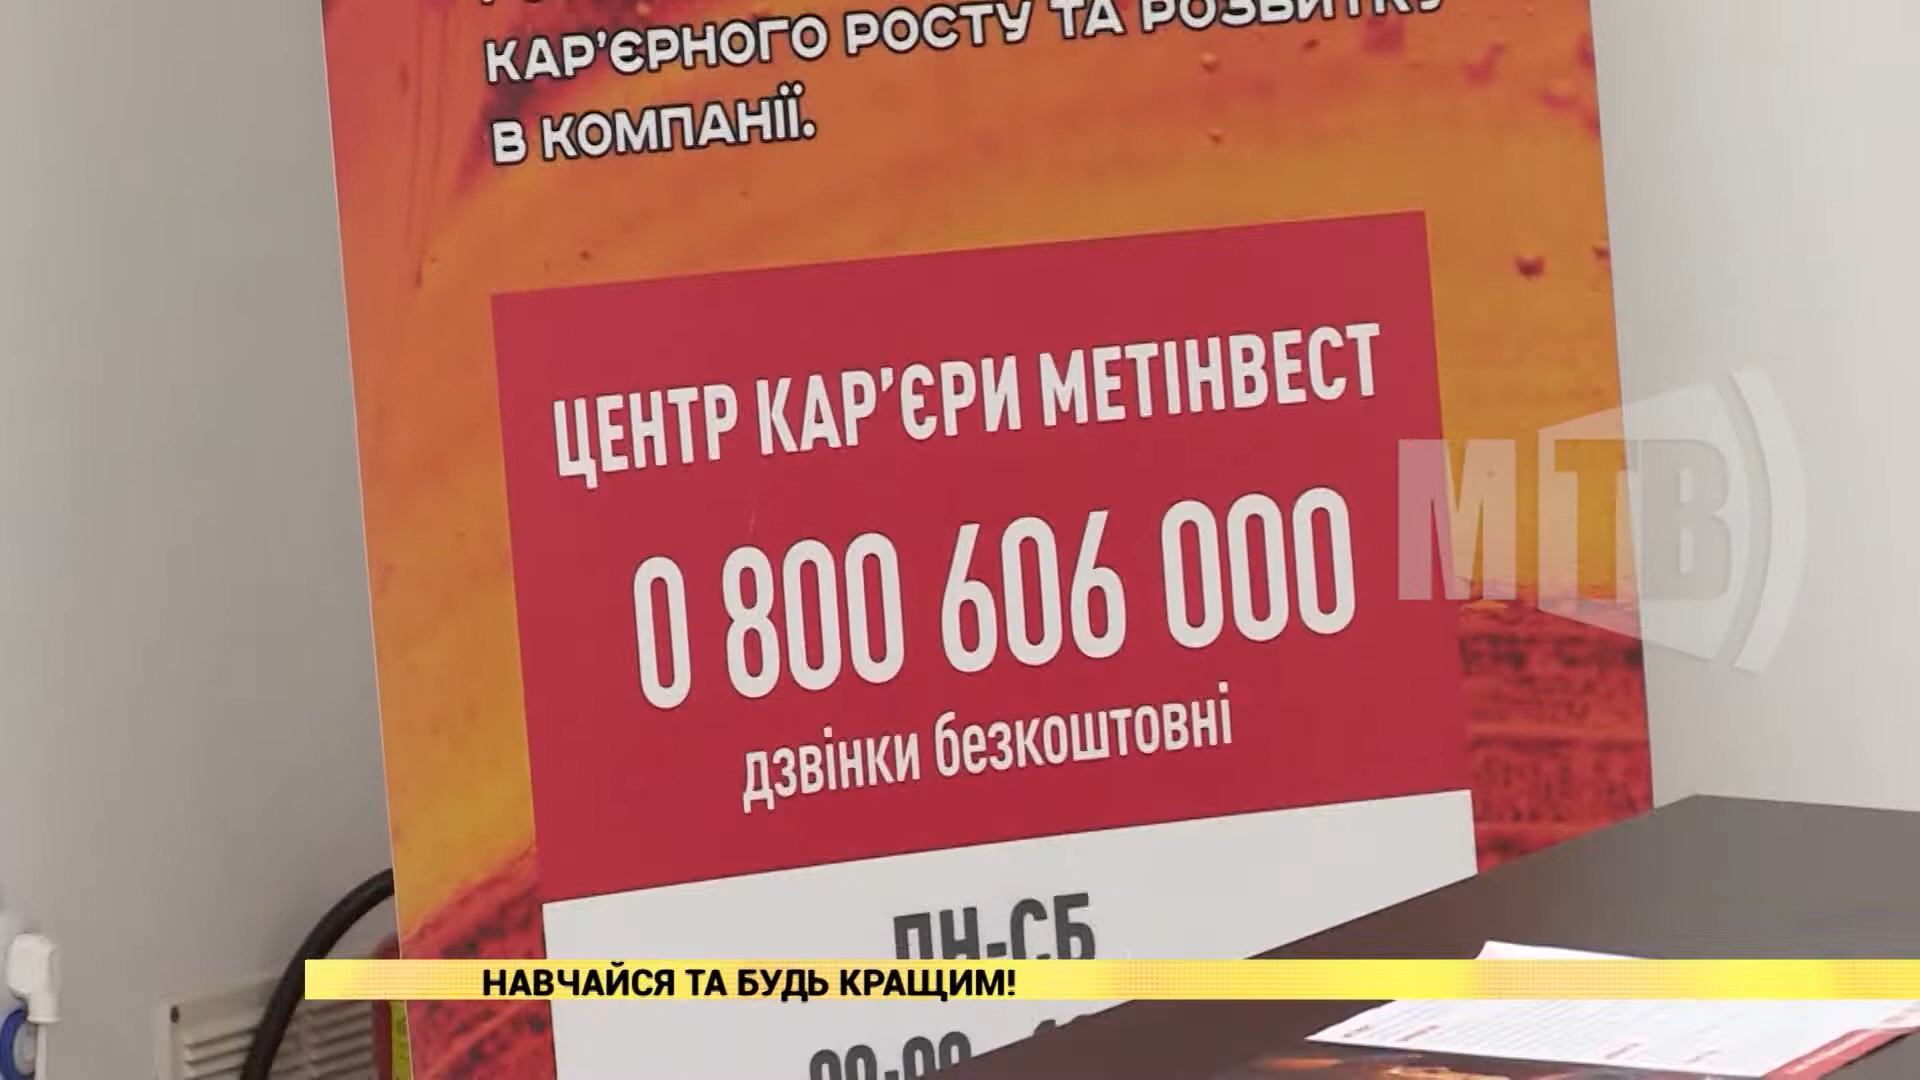 КАР'ЄРНОГО РОСТУ ТА РОЗВИТКУ
В КОМПАНІЇ.
ЦЕНТР КАР'ЄРИ МЕТІНВЕСТ
0 800 606 000
дзвінки безкоштовні
ПН-СБ
МТВ
НАВЧАЙСЯ ТА БУДЬ КРАЩИМ!